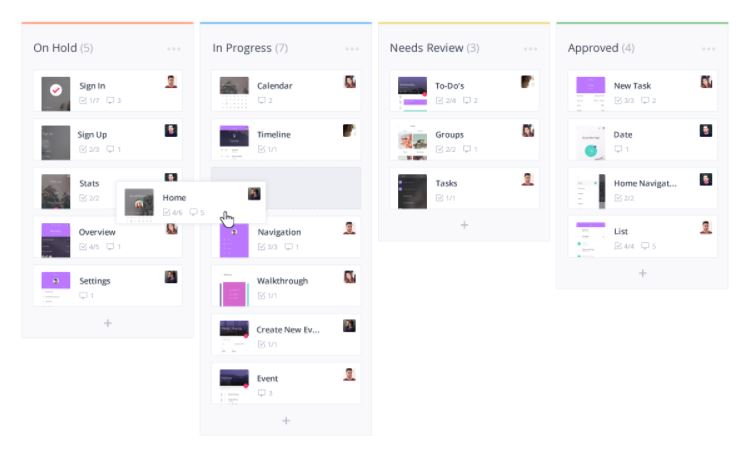 On Hold (5)
Sign In
1/7 3
Sign Up
2/3 1
Stats
2/2
Overview
4/5 1
Settings
1
+
In Progress (7)
Calendar
2
Timeline
1/1
Home
4/6 5
Navigation
3/3 1
Walkthrough
1/1
Create New Ev...
1/1
Event
3
+
Needs Review (3)
To-Do's
2/4 2
Groups
2/2 1
Tasks
1/1
+
Approved (4)
New Task
3/3 2
Date
1
Home Navigat...
2/2
List
4/4 5
+